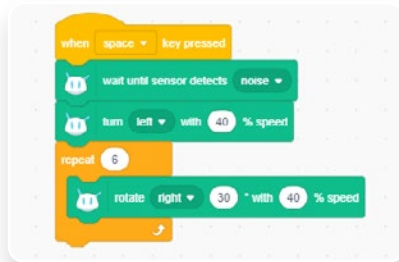 when space key pressed
wait until sensor detects noise
turn left with 40 % speed
repeat 6
rotate right 30 ° with 40 % speed